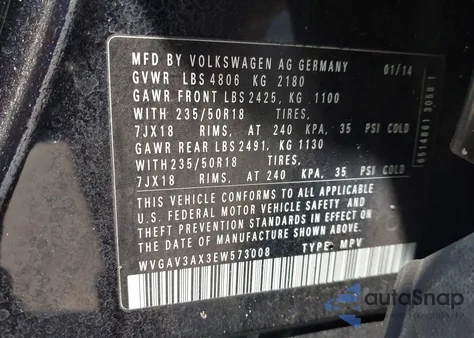 MFD BY VOLKSWAGEN AG GERMANY 01/14
GVWR LBS 4806 KG 2180
GAWR FRONT LBS 2425, KG 1100
WITH 235/50R18 TIRES,
7JX18 RIMS, AT 240 KPA, 35 PSI COLD
GAWR REAR LBS 2491, KG 1130
WITH 235/50R18 TIRES,
7JX18 RIMS, AT 240 KPA, 35 PSI COLD
THIS VEHICLE CONFORMS TO ALL APPLICABLE
U.S. FEDERAL MOTOR VEHICLE SAFETY AND
THEFT PREVENTION STANDARDS IN EFFECT ON
THE DATE OF MANUFACTURE SHOWN ABOVE.
WVGAV3AX3EW573008 TYPE: MPV
autoSnap